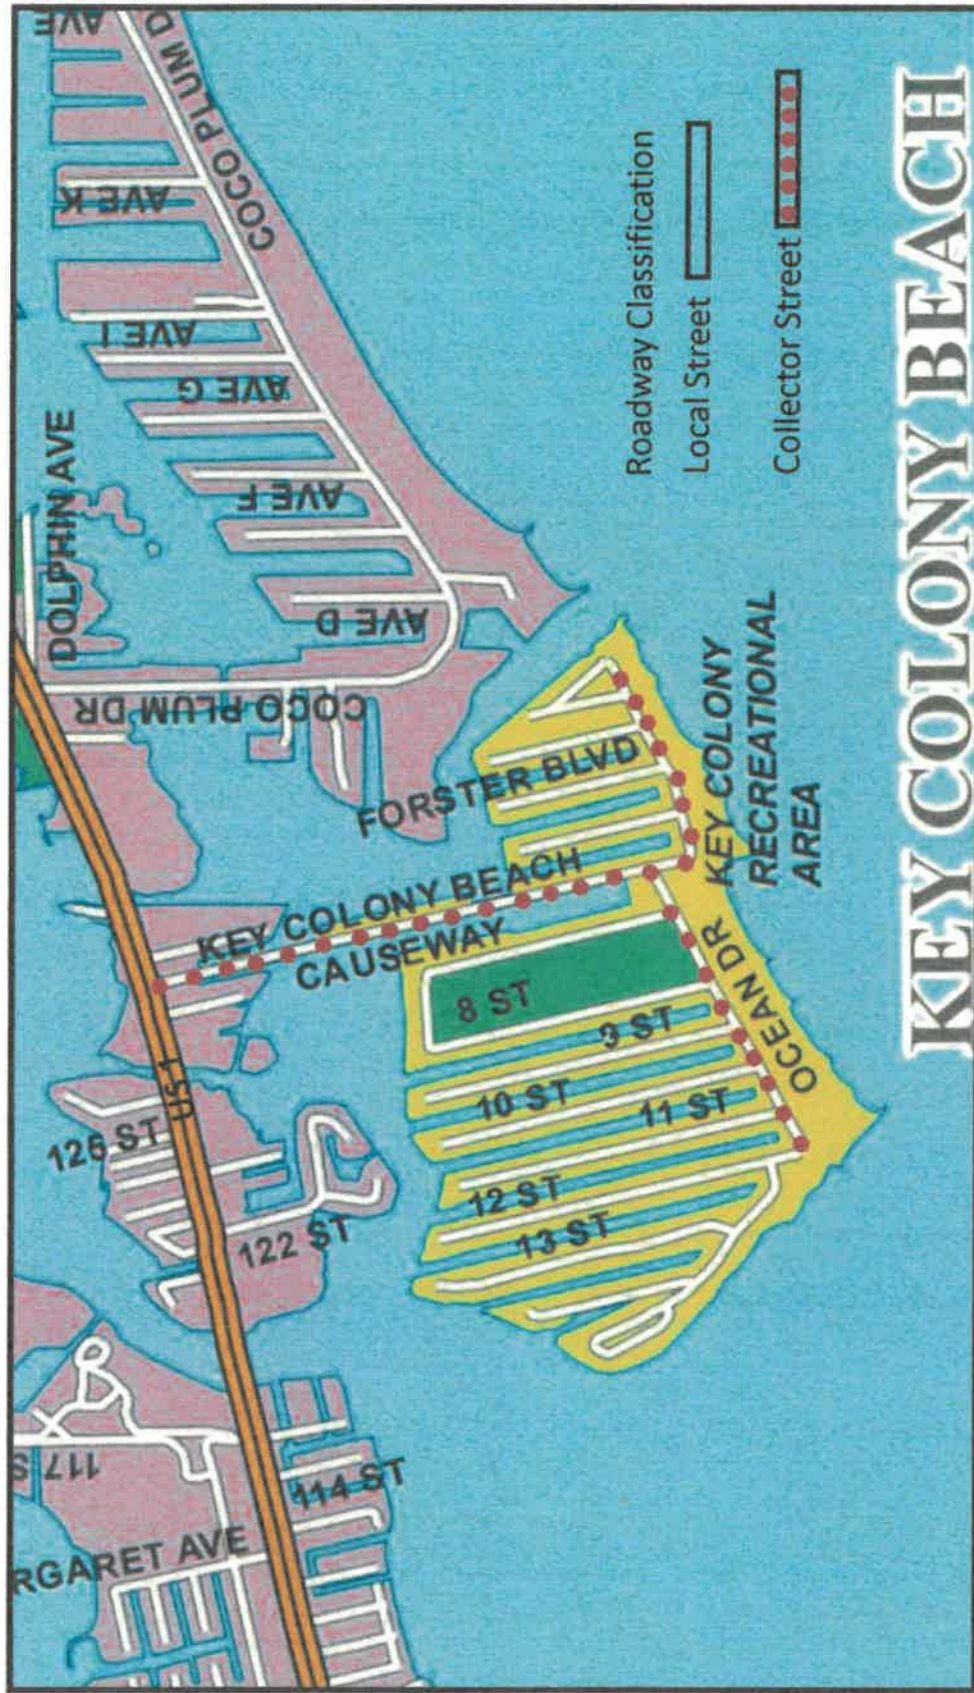 AVE
COCO PLUM D
AVE K
AVE I
AVE G
AVE F
AVE D
DOLPHIN AVE
COCO PLUM DR
FORSTER BLVD
KEY COLONY BEACH
CAUSEWAY
KEY COLONY
RECREATIONAL
AREA
8 ST
9 ST
10 ST
11 ST
12 ST
13 ST
OCEAN DR
US 1
125 ST
122 ST
117 S
114 ST
RGARET AVE
Roadway Classification
Local Street
Collector Street
KEY COLONY BEACH